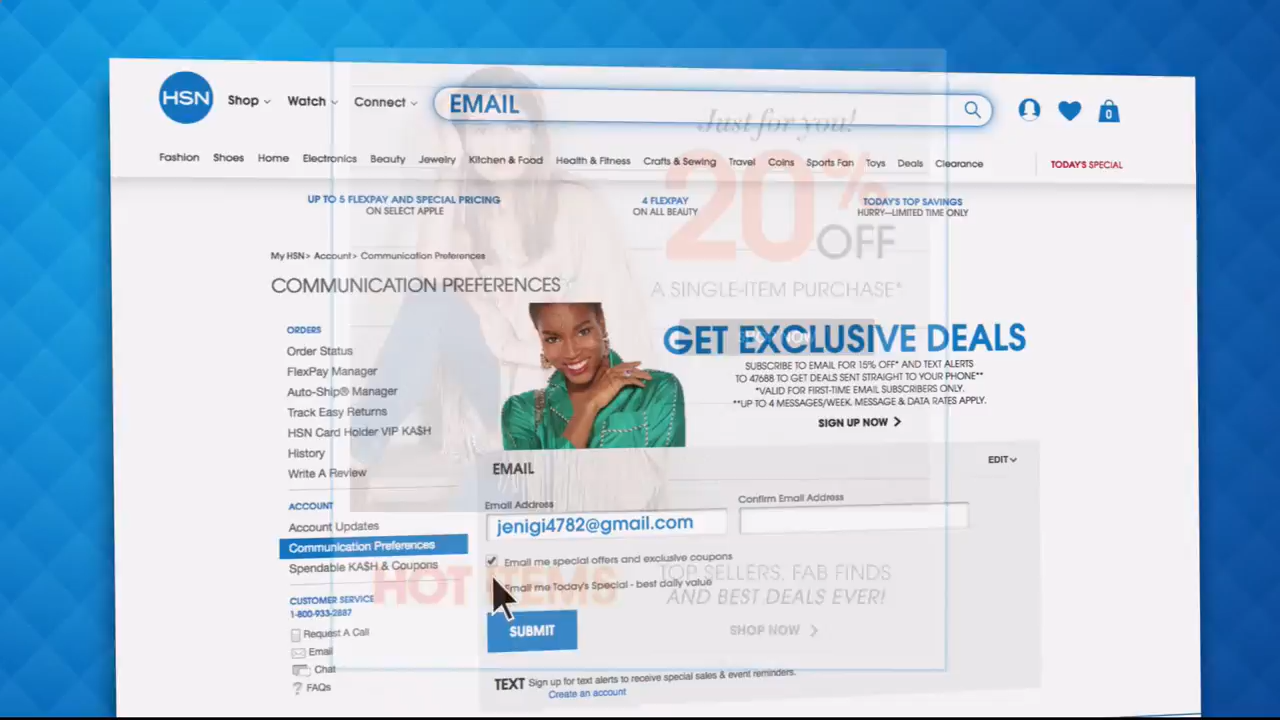 HSN
Shop
Watch
Connect
EMAIL
0
Just for you!
Fashion
Shoes
Home
Electronics
Beauty
Jewelry
Kitchen & Food
Health & Fitness
Crafts & Sewing
Travel
Coins
Sports Fan
Toys
Deals
Clearance
TODAY'S SPECIAL
UP TO 5 FLEXPAY AND SPECIAL PRICING
ON SELECT APPLE
4 FLEXPAY
ON ALL BEAUTY
TODAY'S TOP SAVINGS
HURRY—LIMITED TIME ONLY
20%
OFF
A SINGLE-ITEM PURCHASE*
My HSN> Account> Communication Preferences
COMMUNICATION PREFERENCES
ORDERS
Order Status
FlexPay Manager
Auto-Ship® Manager
Track Easy Returns
HSN Card Holder VIP KA$H
History
Write A Review
ACCOUNT
Account Updates
Communication Preferences
Spendable KA$H & Coupons
CUSTOMER SERVICE
1-800-933-2887
Request A Call
Email
Chat
? FAQs
GET EXCLUSIVE DEALS
SUBSCRIBE TO EMAIL FOR 15% OFF* AND TEXT ALERTS
TO 47688 TO GET DEALS SENT STRAIGHT TO YOUR PHONE**
*VALID FOR FIRST-TIME EMAIL SUBSCRIBERS ONLY.
**UP TO 4 MESSAGES/WEEK. MESSAGE & DATA RATES APPLY.
SIGN UP NOW >
EMAIL
EDIT
Email Address
Confirm Email Address
jenigi4782@gmail.com
Email me special offers and exclusive coupons
Email me Today's Special - best daily value
SUBMIT
HOT ITEMS
TOP SELLERS, FAB FINDS
AND BEST DEALS EVER!
SHOP NOW >
TEXT Sign up for text alerts to receive special sales & event reminders.
Create an account